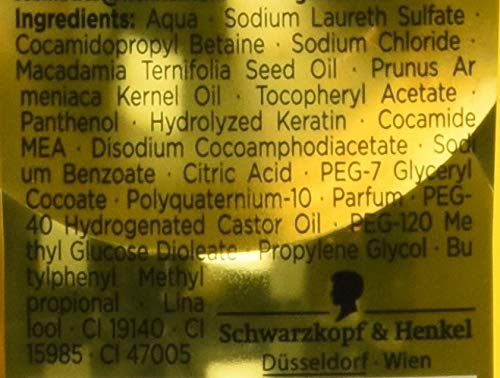 Ingredients: Aqua · Sodium Laureth Sulfate ·
Cocamidopropyl Betaine · Sodium Chloride ·
Macadamia Ternifolia Seed Oil · Prunus Ar
meniaca Kernel Oil · Tocopheryl Acetate ·
Panthenol · Hydrolyzed Keratin · Cocamide
MEA · Disodium Cocoamphodiacetate · Sodi
um Benzoate · Citric Acid · PEG-7 Glyceryl
Cocoate · Polyquaternium-10 · Parfum · PEG-
40 Hydrogenated Castor Oil · PEG-120 Me
thyl Glucose Dioleate · Propylene Glycol · Bu
tylphenyl Methyl
propional · Lina
lool · CI 19140 · CI
15985 · CI 47005
Schwarzkopf & Henkel
Düsseldorf · Wien